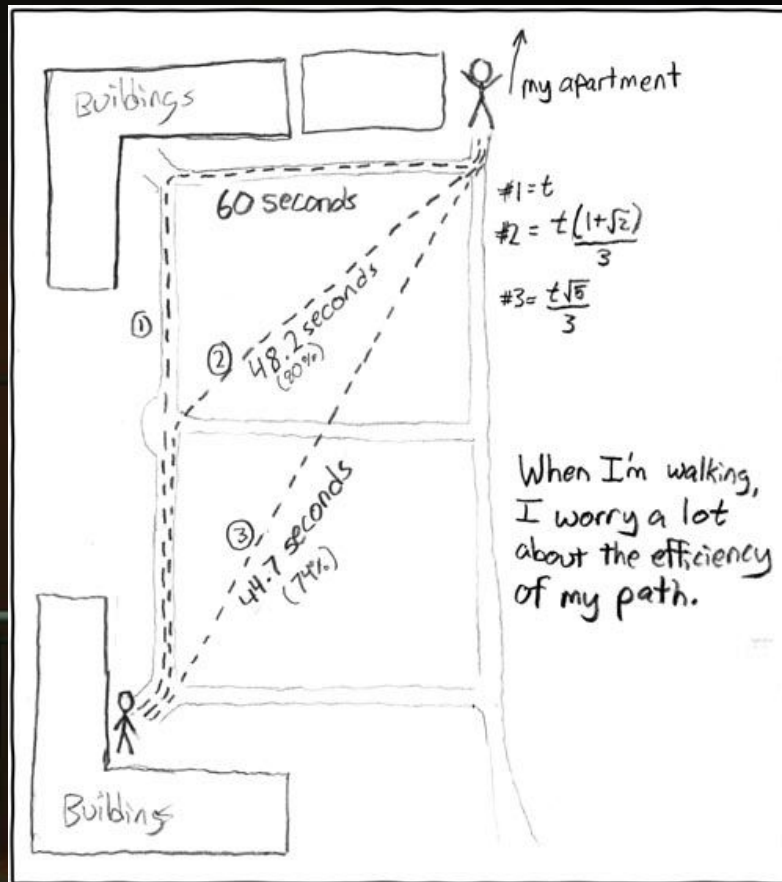 Buildings
my apartment
60 seconds
#1 = t
#2 = t(1+√2)/3
#3 = t√5/3
①
②
48.2 seconds
(80%)
③
44.7 seconds
(74%)
When I'm walking,
I worry a lot
about the efficiency
of my path.
Buildings